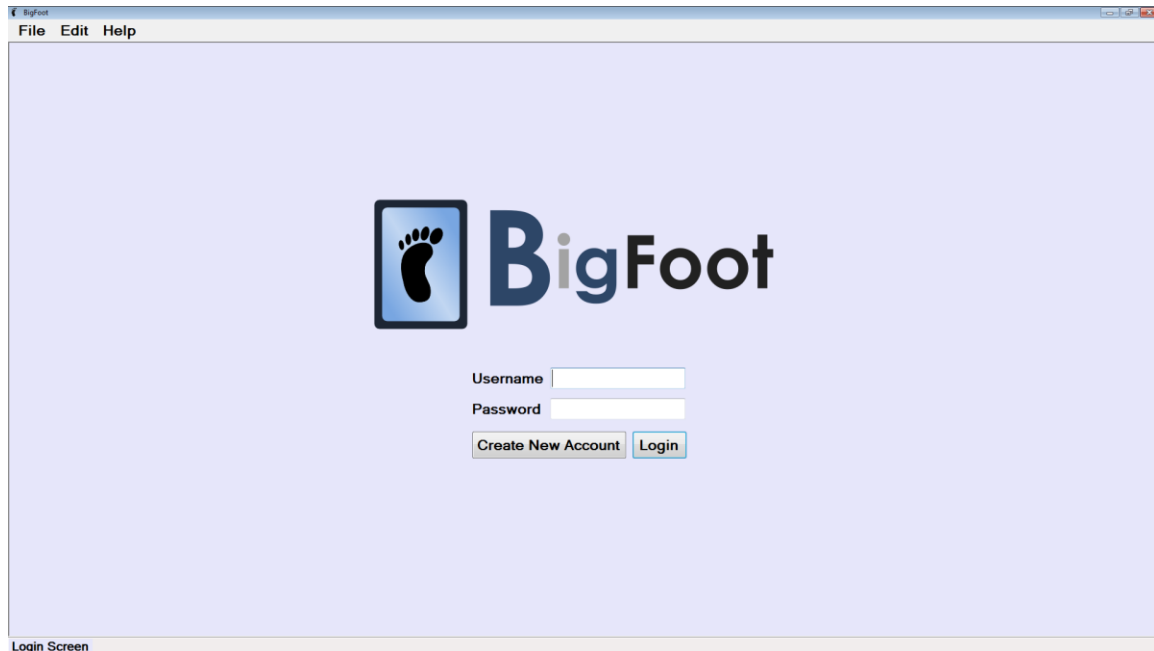 BigFoot
File Edit Help
BigFoot
Username
Password
Create New Account Login
Login Screen